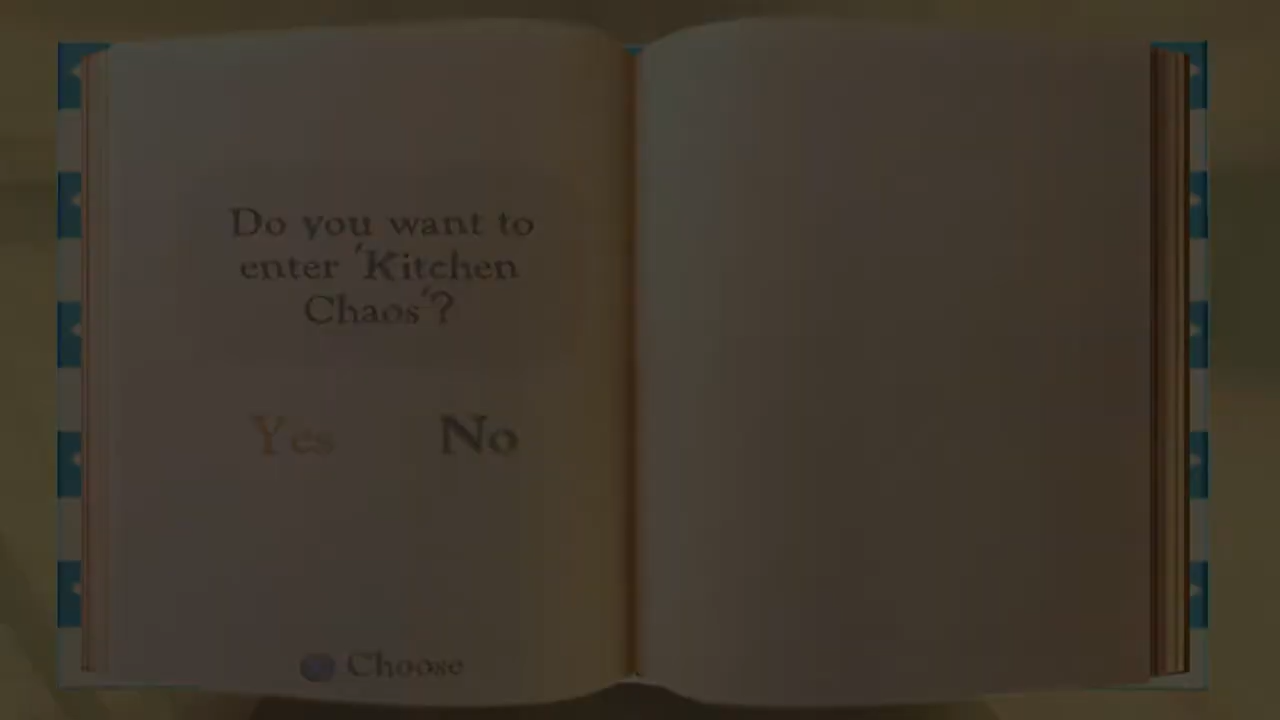 Do you want to
enter 'Kitchen
Chaos'?
Yes No
Choose